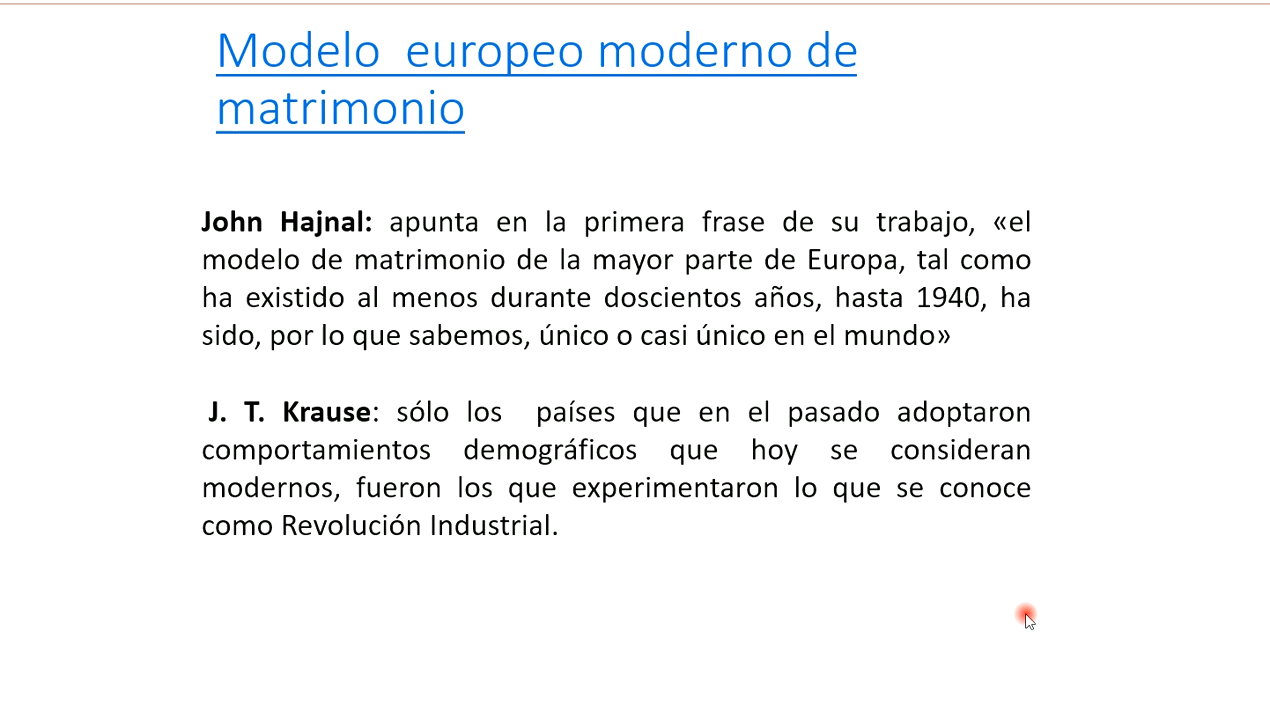 Modelo europeo moderno de
matrimonio
John Hajnal: apunta en la primera frase de su trabajo, «el
modelo de matrimonio de la mayor parte de Europa, tal como
ha existido al menos durante doscientos años, hasta 1940, ha
sido, por lo que sabemos, único o casi único en el mundo»
J. T. Krause: sólo los países que en el pasado adoptaron
comportamientos demográficos que hoy se consideran
modernos, fueron los que experimentaron lo que se conoce
como Revolución Industrial.